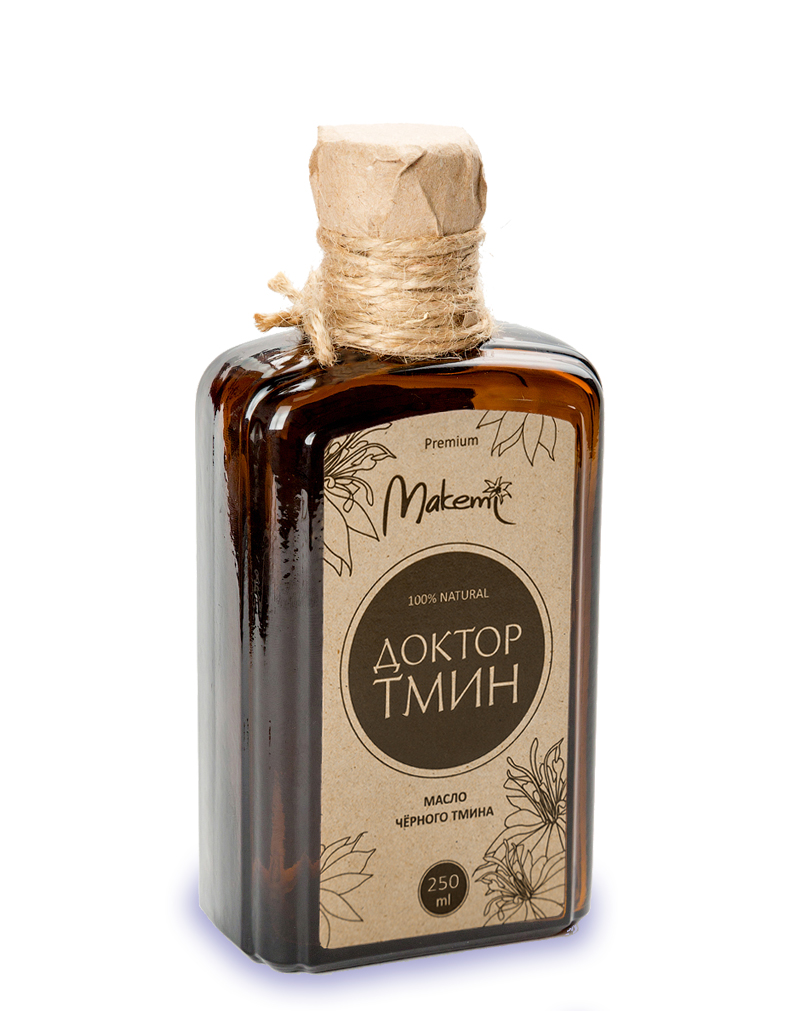 Premium
Makemi
100% NATURAL
ДОКТОР
ТМИН
МАСЛО
ЧЁРНОГО ТМИНА
250
ml